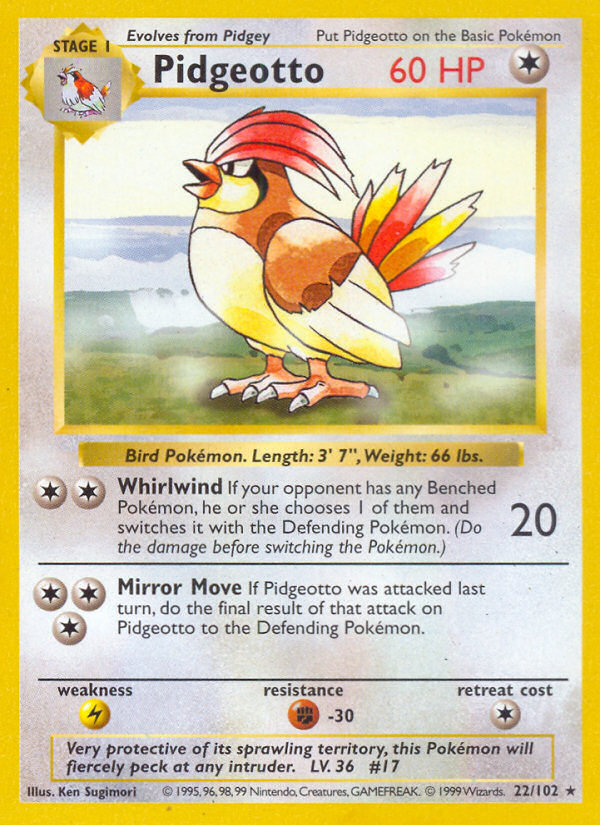 STAGE 1
Evolves from Pidgey
Put Pidgeotto on the Basic Pokémon
Pidgeotto
60 HP
Bird Pokémon. Length: 3' 7", Weight: 66 lbs.
Whirlwind If your opponent has any Benched
Pokémon, he or she chooses 1 of them and
switches it with the Defending Pokémon. (Do
the damage before switching the Pokémon.)
20
Mirror Move If Pidgeotto was attacked last
turn, do the final result of that attack on
Pidgeotto to the Defending Pokémon.
weakness
resistance
retreat cost
-30
Very protective of its sprawling territory, this Pokémon will
fiercely peck at any intruder. LV. 36 #17
Illus. Ken Sugimori © 1995, 96, 98, 99 Nintendo, Creatures, GAMEFREAK. © 1999 Wizards. 22/102 ★